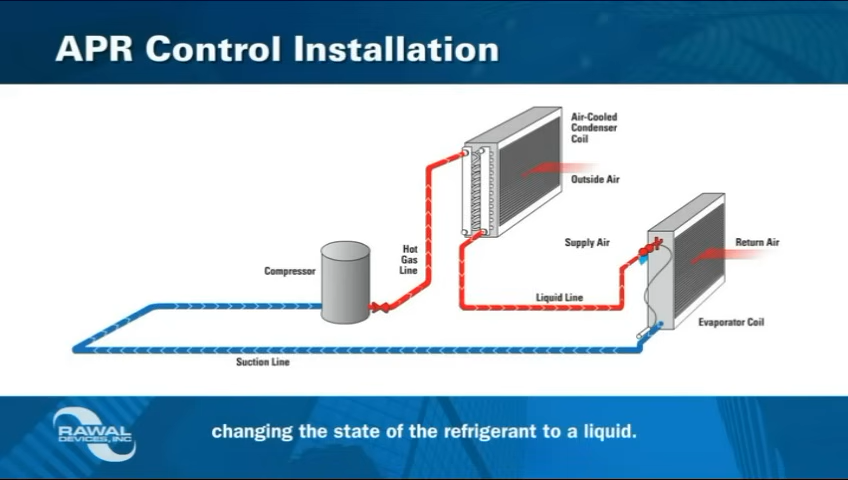 APR Control Installation
Air-Cooled
Condenser
Coil
Outside Air
Supply Air
Return Air
Hot
Gas
Line
Compressor
Liquid Line
Evaporator Coil
Suction Line
RAWAL
DEVICES, INC
changing the state of the refrigerant to a liquid.